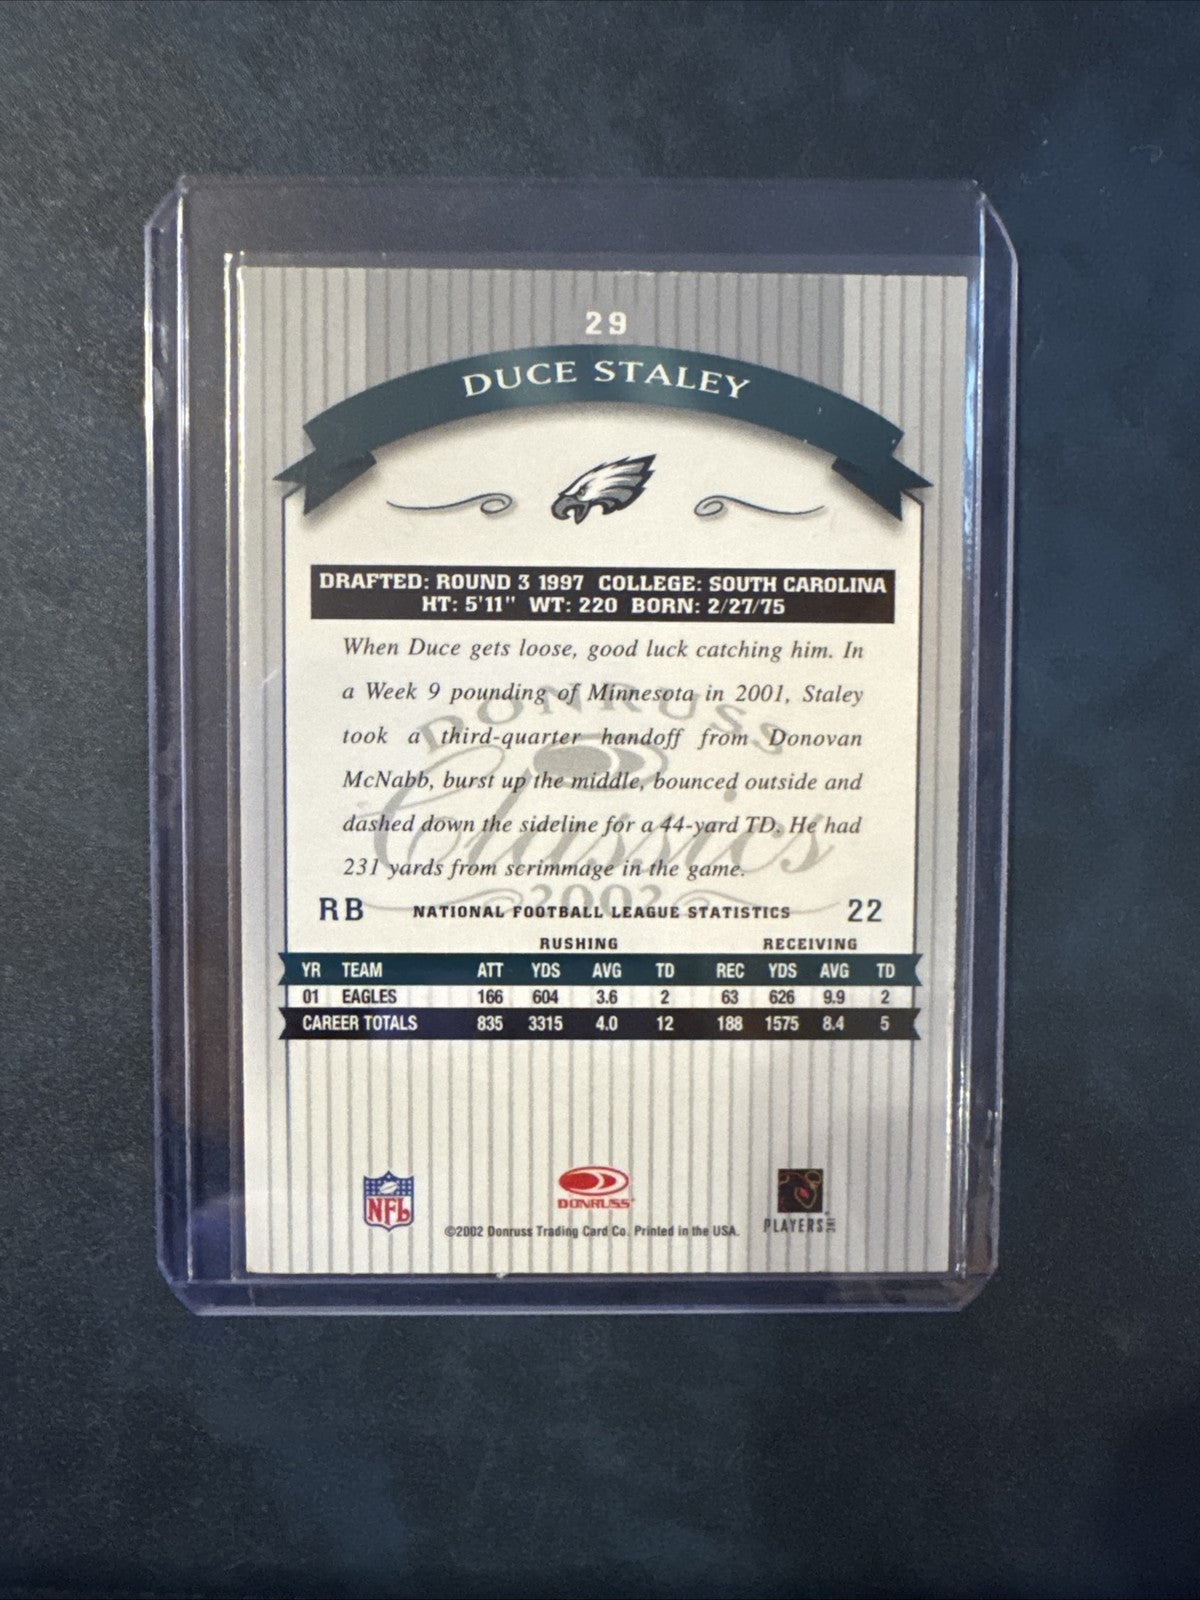 29
DUCE STALEY
DRAFTED: ROUND 3 1997 COLLEGE: SOUTH CAROLINA
HT: 5'11" WT: 220 BORN: 2/27/75
When Duce gets loose, good luck catching him. In
a Week 9 pounding of Minnesota in 2001, Staley
took a third-quarter handoff from Donovan
McNabb, burst up the middle, bounced outside and
dashed down the sideline for a 44-yard TD. He had
231 yards from scrimmage in the game.
DONRUSS
Classics
2002
RB NATIONAL FOOTBALL LEAGUE STATISTICS 22
RUSHING RECEIVING
YR TEAM ATT YDS AVG TD REC YDS AVG TD
01 EAGLES 166 604 3.6 2 63 626 9.9 2
CAREER TOTALS 835 3315 4.0 12 188 1575 8.4 5
NFL
DONRUSS
PLAYERS INC
©2002 Donruss Trading Card Co. Printed in the USA.